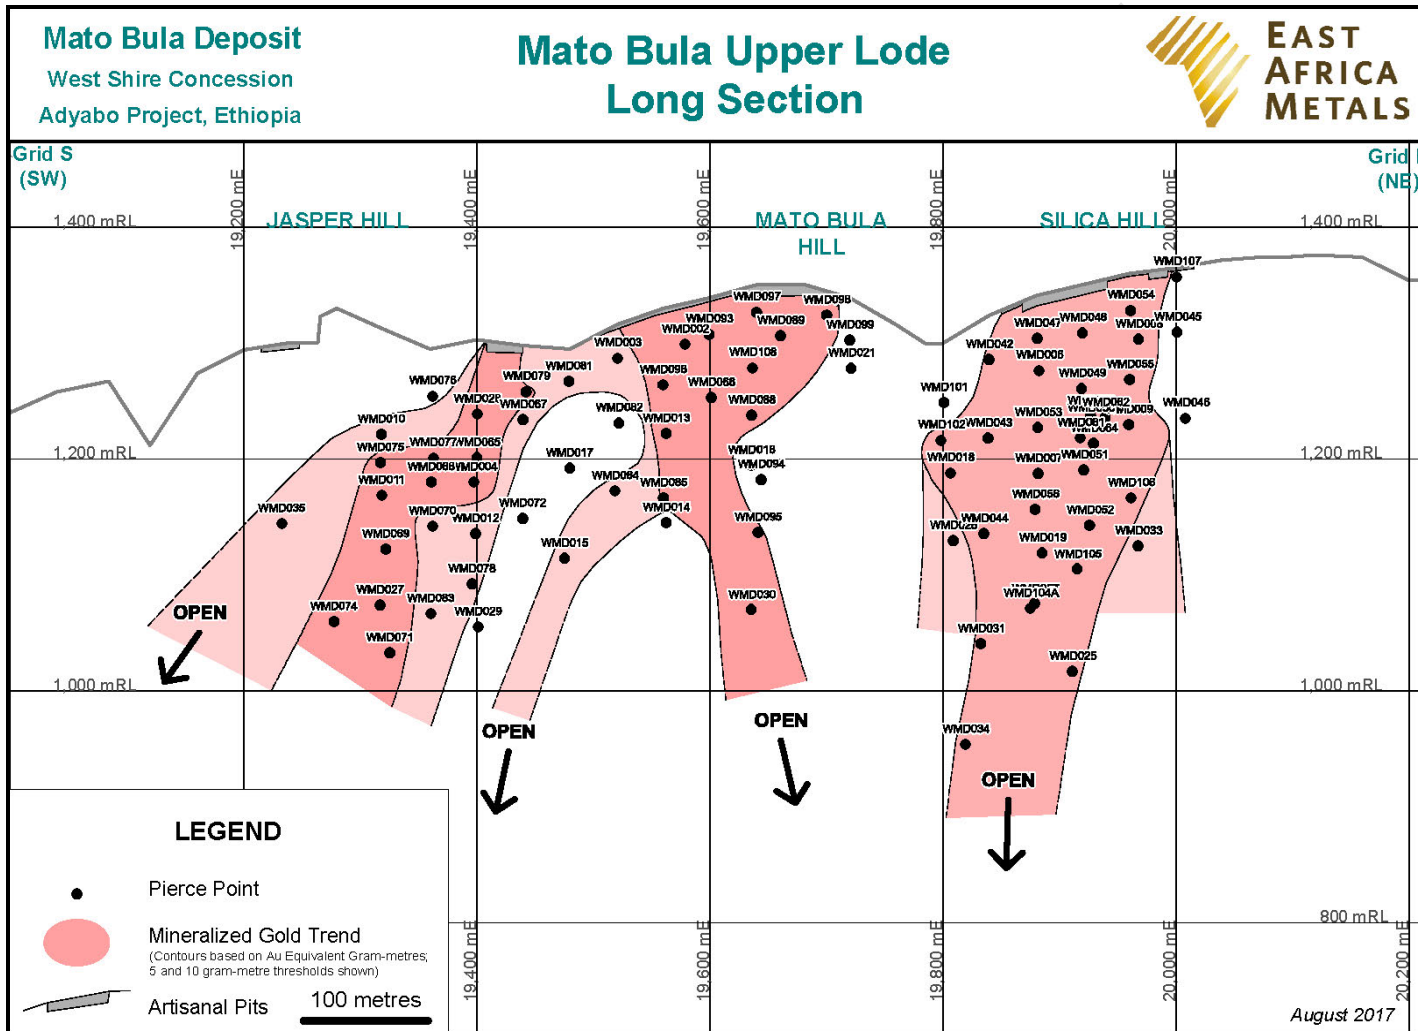 Mato Bula Deposit
West Shire Concession
Adyabo Project, Ethiopia
Mato Bula Upper Lode
Long Section
EAST
AFRICA
METALS
Grid S
(SW)
Grid
(NE)
19,200 mE
19,400 mE
19,600 mE
19,800 mE
20,000 mE
1,400 mRL
JASPER HILL
MATO BULA
HILL
SILICA HILL
1,400 mRL
WMD107
WMD097
WMD098
WMD054
WMD093
WMD002
WMD089
WMD099
WMD047
WMD048
WMD045
WMD003
WMD108
WMD021
WMD042
WMD006
WMD081
WMD055
WMD076
WMD079
WMD096
WMD049
WMD028
WMD068
WMD101
WMD082
WMD046
WMD010
WMD067
WMD082
WMD013
WMD088
WMD102
WMD043
WMD053
WMD081
WMD064
WMD077
WMD065
WMD075
WMD017
WMD018
WMD094
WMD018
WMD007
WMD051
1,200 mRL
1,200 mRL
WMD011
WMD004
WMD084
WMD085
WMD106
WMD035
WMD070
WMD012
WMD072
WMD014
WMD095
WMD044
WMD058
WMD052
WMD069
WMD015
WMD019
WMD105
WMD033
WMD078
WMD027
WMD083
WMD029
WMD030
WMD104A
WMD074
WMD071
WMD031
WMD025
OPEN
1,000 mRL
1,000 mRL
OPEN
OPEN
WMD034
OPEN
LEGEND
Pierce Point
Mineralized Gold Trend
(Contours based on Au Equivalent Gram-metres;
5 and 10 gram-metre thresholds shown)
Artisanal Pits
100 metres
800 mRL
19,400 mE
19,600 mE
19,800 mE
20,000 mE
20,200 mE
August 2017